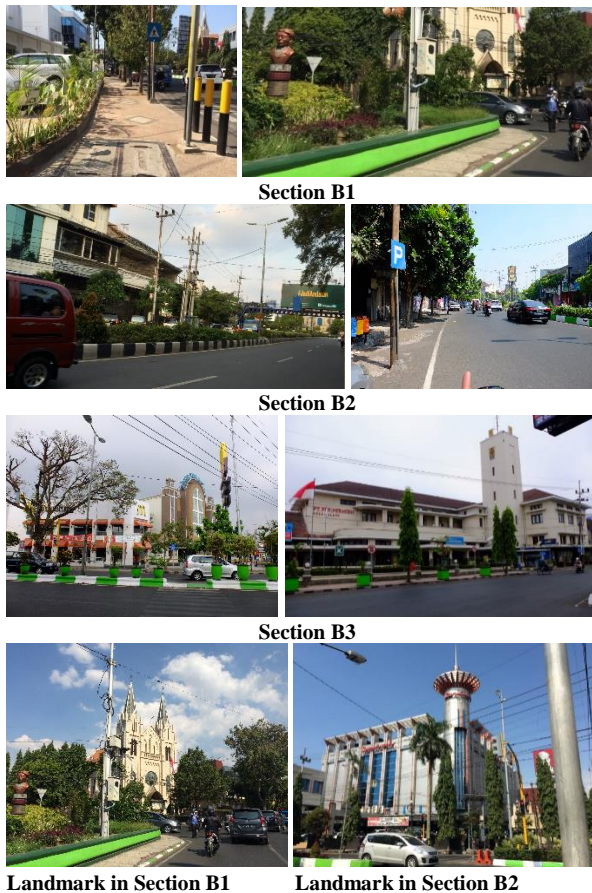 Section B1
P
Section B2
Section B3
Landmark in Section B1
Landmark in Section B2